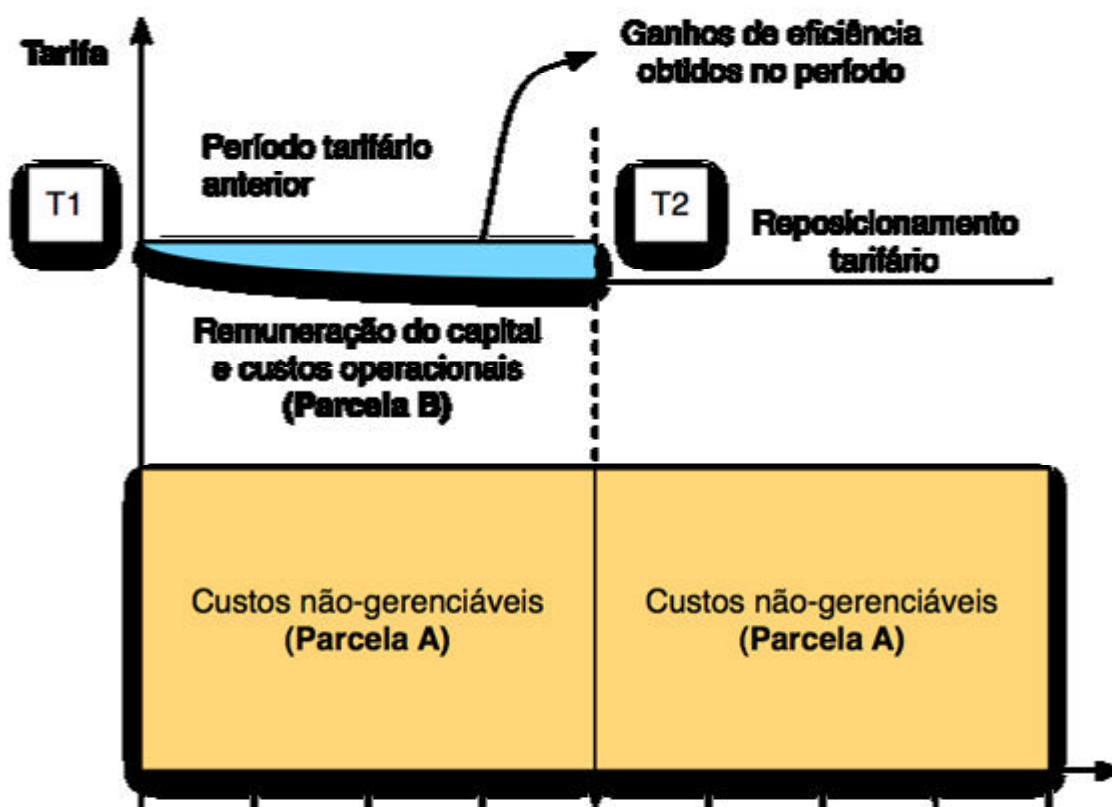 Tarifa
Ganhos de eficiência
obtidos no período
Período tarifário
anterior
T1
T2
Reposicionamento
tarifário
Remuneração do capital
e custos operacionais
(Parcela B)
Custos não-gerenciáveis
(Parcela A)
Custos não-gerenciáveis
(Parcela A)